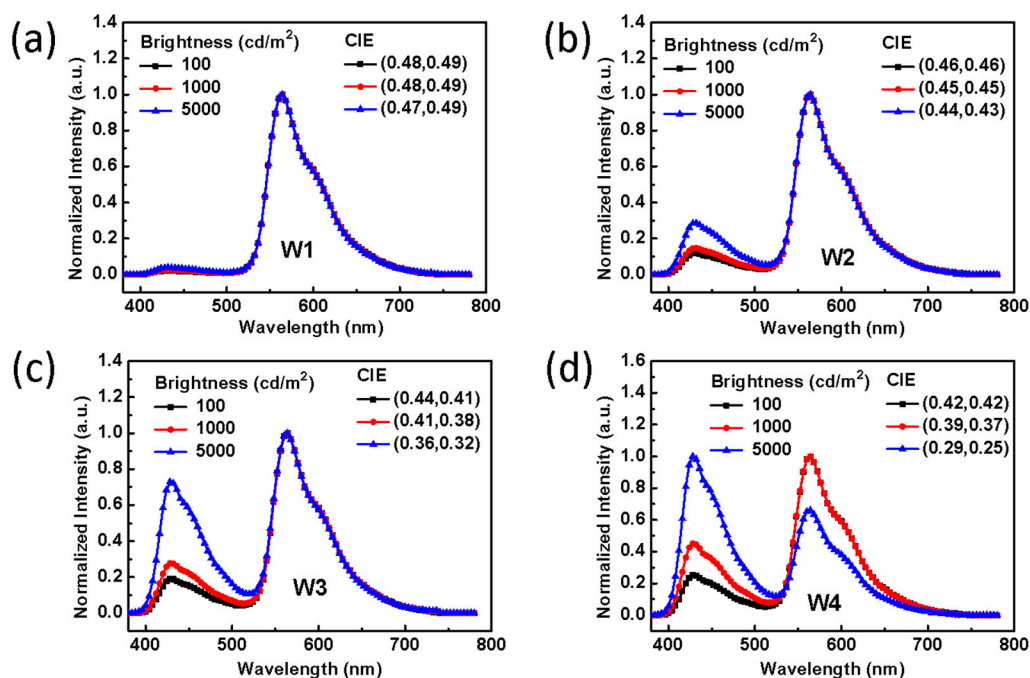 (a)
Brightness (cd/m²) CIE
100 (0.48,0.49)
1000 (0.48,0.49)
5000 (0.47,0.49)
Normalized Intensity (a.u.)
1.4
1.2
1.0
0.8
0.6
0.4
0.2
0.0
W1
400 500 600 700 800
Wavelength (nm)
(b)
Brightness (cd/m²) CIE
100 (0.46,0.46)
1000 (0.45,0.45)
5000 (0.44,0.43)
Normalized Intensity (a.u.)
1.4
1.2
1.0
0.8
0.6
0.4
0.2
0.0
W2
400 500 600 700 800
Wavelength (nm)
(c)
Brightness (cd/m²) CIE
100 (0.44,0.41)
1000 (0.41,0.38)
5000 (0.36,0.32)
Normalized Intensity (a.u.)
1.4
1.2
1.0
0.8
0.6
0.4
0.2
0.0
W3
400 500 600 700 800
Wavelength (nm)
(d)
Brightness (cd/m²) CIE
100 (0.42,0.42)
1000 (0.39,0.37)
5000 (0.29,0.25)
Normalized Intensity (a.u.)
1.6
1.4
1.2
1.0
0.8
0.6
0.4
0.2
0.0
W4
400 500 600 700 800
Wavelength (nm)